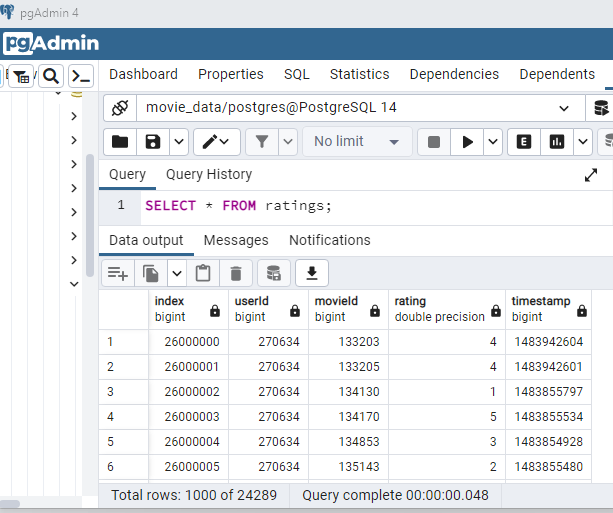 pgAdmin 4
pgAdmin
Dashboard Properties SQL Statistics Dependencies Dependents
movie_data/postgres@PostgreSQL 14
No limit
E
Query Query History
1 SELECT * FROM ratings;
Data output Messages Notifications
index userId movieId rating timestamp
bigint bigint bigint double precision bigint
1 26000000 270634 133203 4 1483942604
2 26000001 270634 133205 4 1483942601
3 26000002 270634 134130 1 1483855797
4 26000003 270634 134170 5 1483855534
5 26000004 270634 134853 3 1483854928
6 26000005 270634 135143 2 1483855480
Total rows: 1000 of 24289 Query complete 00:00:00.048